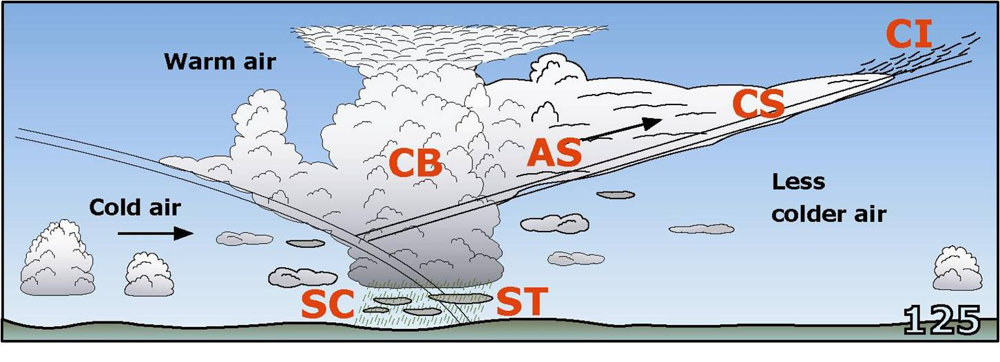 CI
Warm air
CS
AS
CB
Less
colder air
Cold air
SC
ST
125